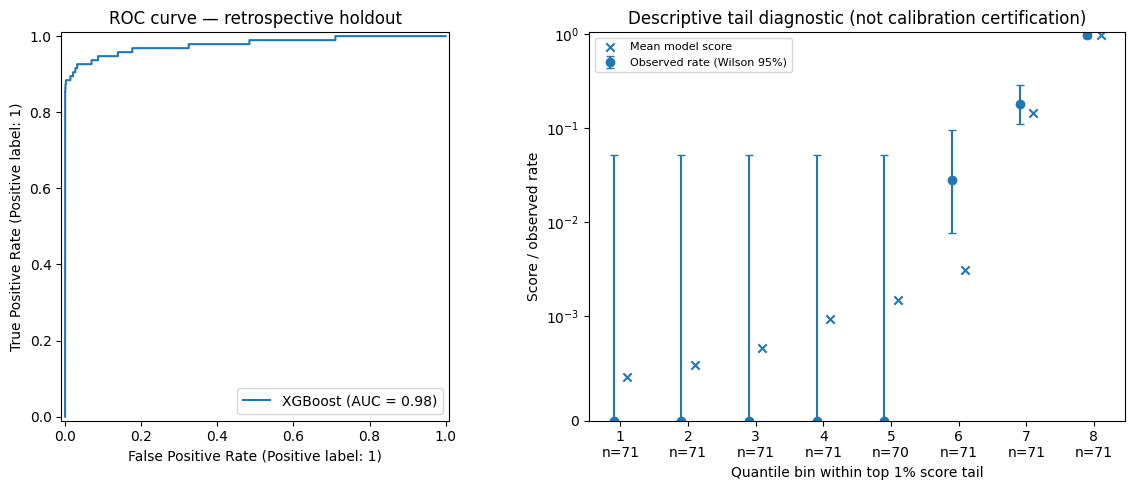 ROC curve — retrospective holdout
True Positive Rate (Positive label: 1)
1.0
0.8
0.6
0.4
0.2
0.0
XGBoost (AUC = 0.98)
0.0 0.2 0.4 0.6 0.8 1.0
False Positive Rate (Positive label: 1)
Descriptive tail diagnostic (not calibration certification)
Mean model score
Observed rate (Wilson 95%)
Score / observed rate
10⁰
10⁻¹
10⁻²
10⁻³
0
1 2 3 4 5 6 7 8
n=71 n=71 n=71 n=71 n=70 n=71 n=71 n=71
Quantile bin within top 1% score tail